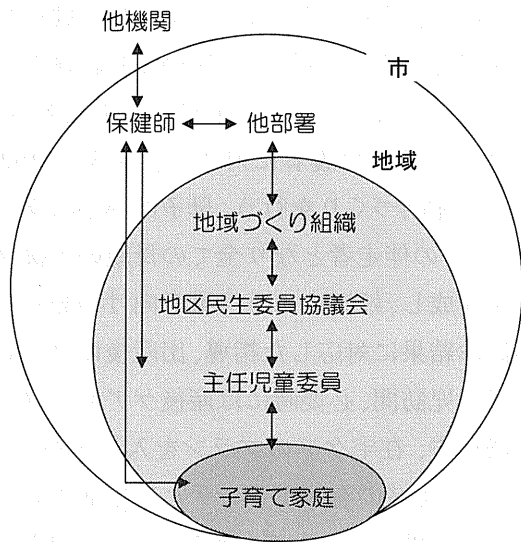 他機関
市
保健師
他部署
地域
地域づくり組織
地区民生委員協議会
主任児童委員
子育て家庭